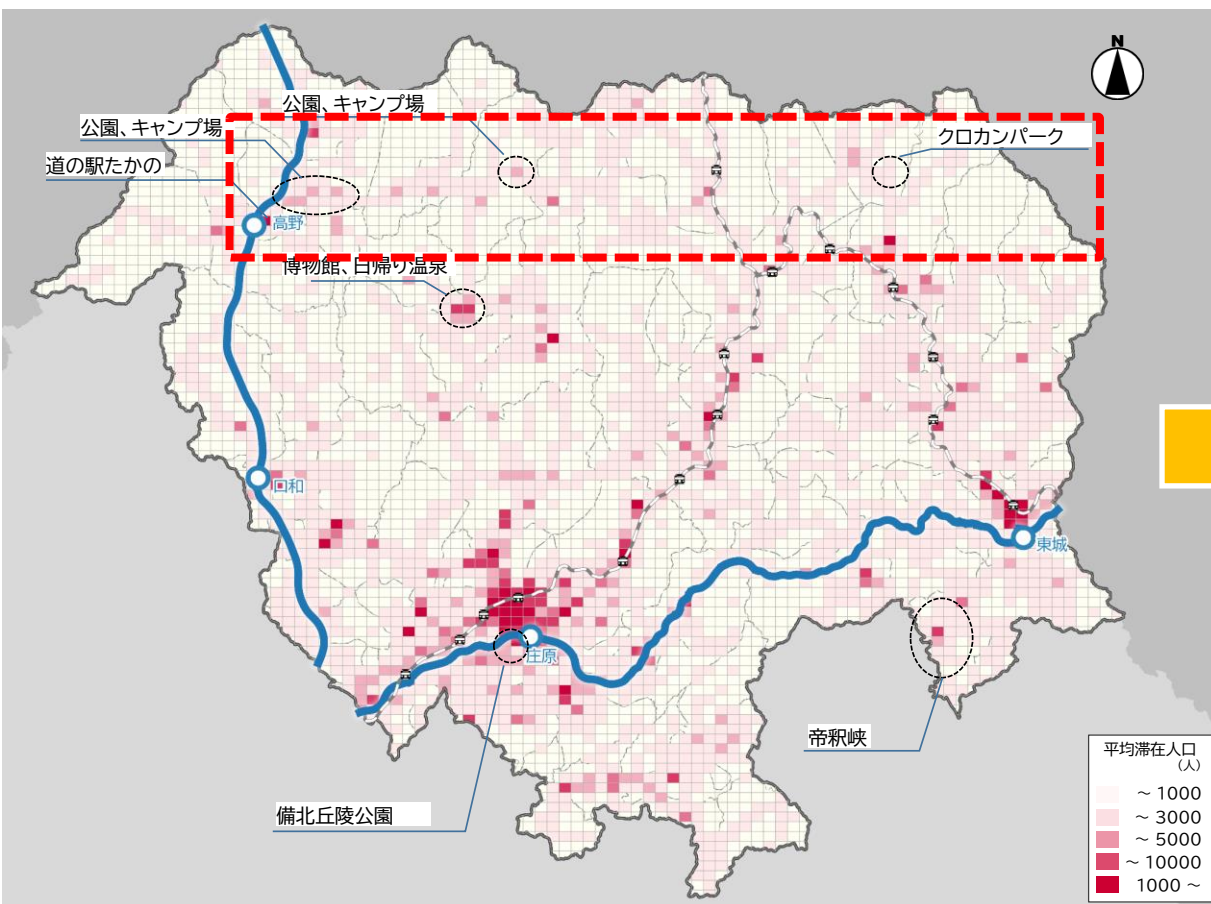 N
公園、キャンプ場
公園、キャンプ場
クロカンパーク
道の駅たかの
高野
博物館、日帰り温泉
口和
東城
庄原
帝釈峡
備北丘陵公園
平均滞在人口
(人)
~ 1000
~ 3000
~ 5000
~ 10000
1000 ~